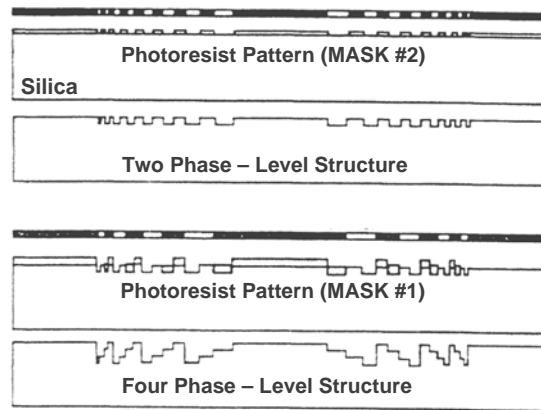 Photoresist Pattern (MASK #2)
Silica
Two Phase – Level Structure
Photoresist Pattern (MASK #1)
Four Phase – Level Structure